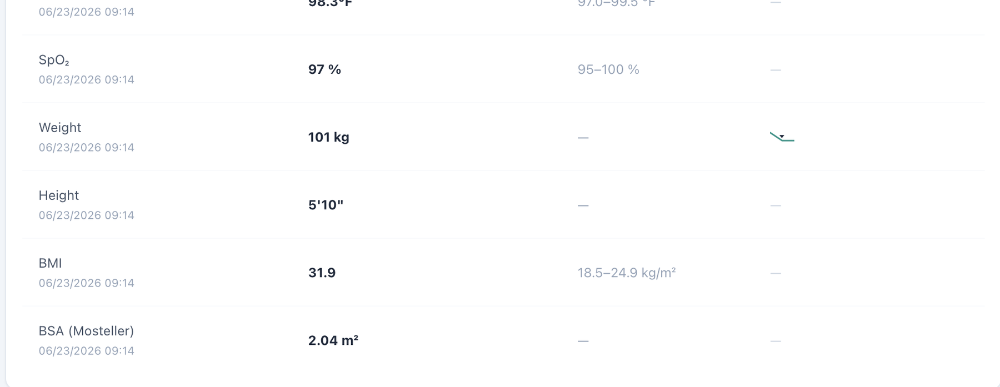 98.3°F 97.0–99.5 °F —
06/23/2026 09:14
SpO₂
97 % 95–100 % —
06/23/2026 09:14
Weight
101 kg —
06/23/2026 09:14
Height
5'10" — —
06/23/2026 09:14
BMI
31.9 18.5–24.9 kg/m² —
06/23/2026 09:14
BSA (Mosteller)
2.04 m² — —
06/23/2026 09:14